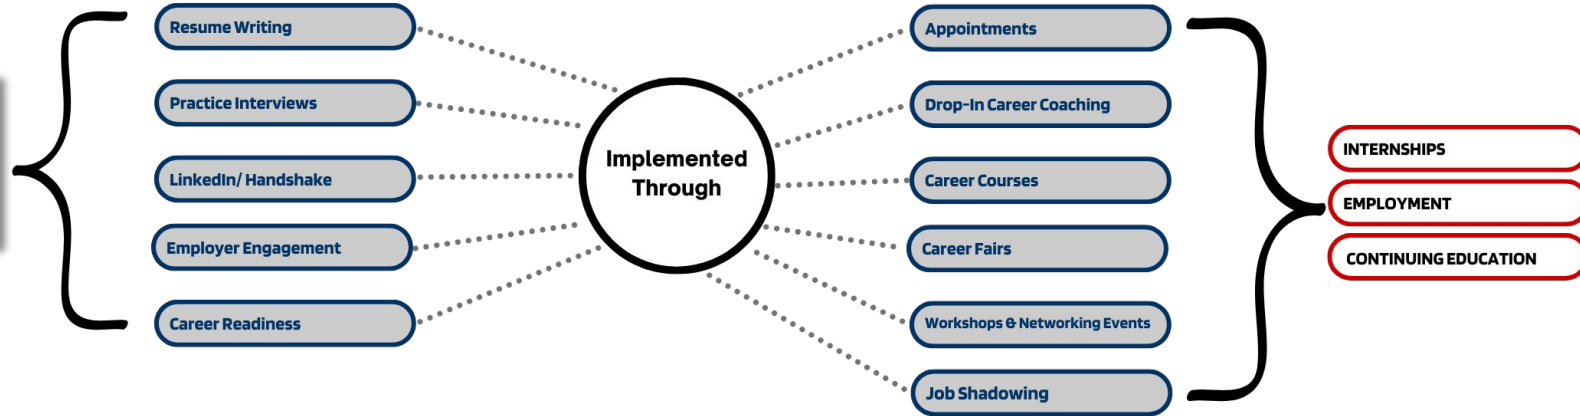 Resume Writing
Practice Interviews
LinkedIn/ Handshake
Employer Engagement
Career Readiness
Implemented
Through
Appointments
Drop-In Career Coaching
Career Courses
Career Fairs
Workshops & Networking Events
Job Shadowing
INTERNSHIPS
EMPLOYMENT
CONTINUING EDUCATION